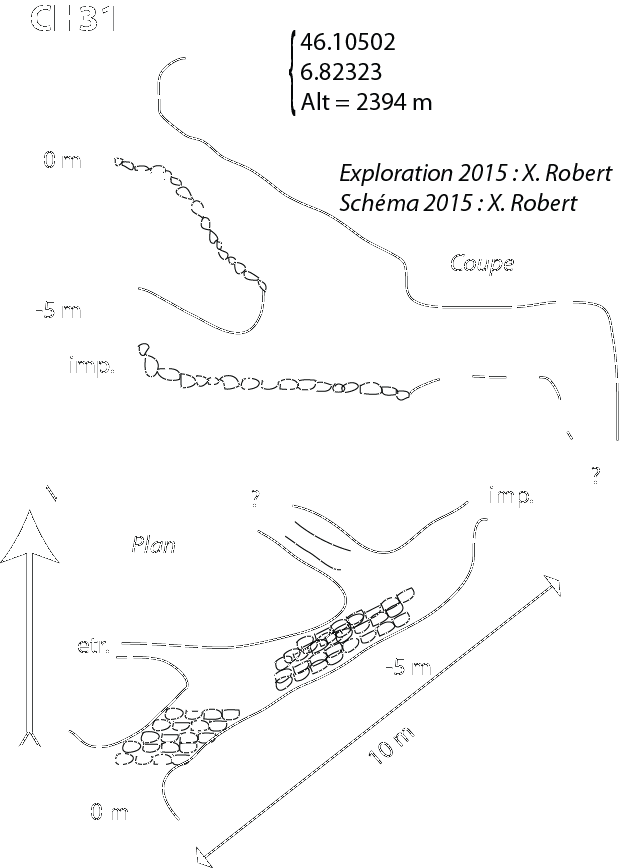 CH31
46.10502
6.82323
Alt = 2394 m
0 m
Exploration 2015 : X. Robert
Schéma 2015 : X. Robert
Coupe
-5 m
imp.
?
?
imp.
Plan
etr.
-5 m
10 m
0 m